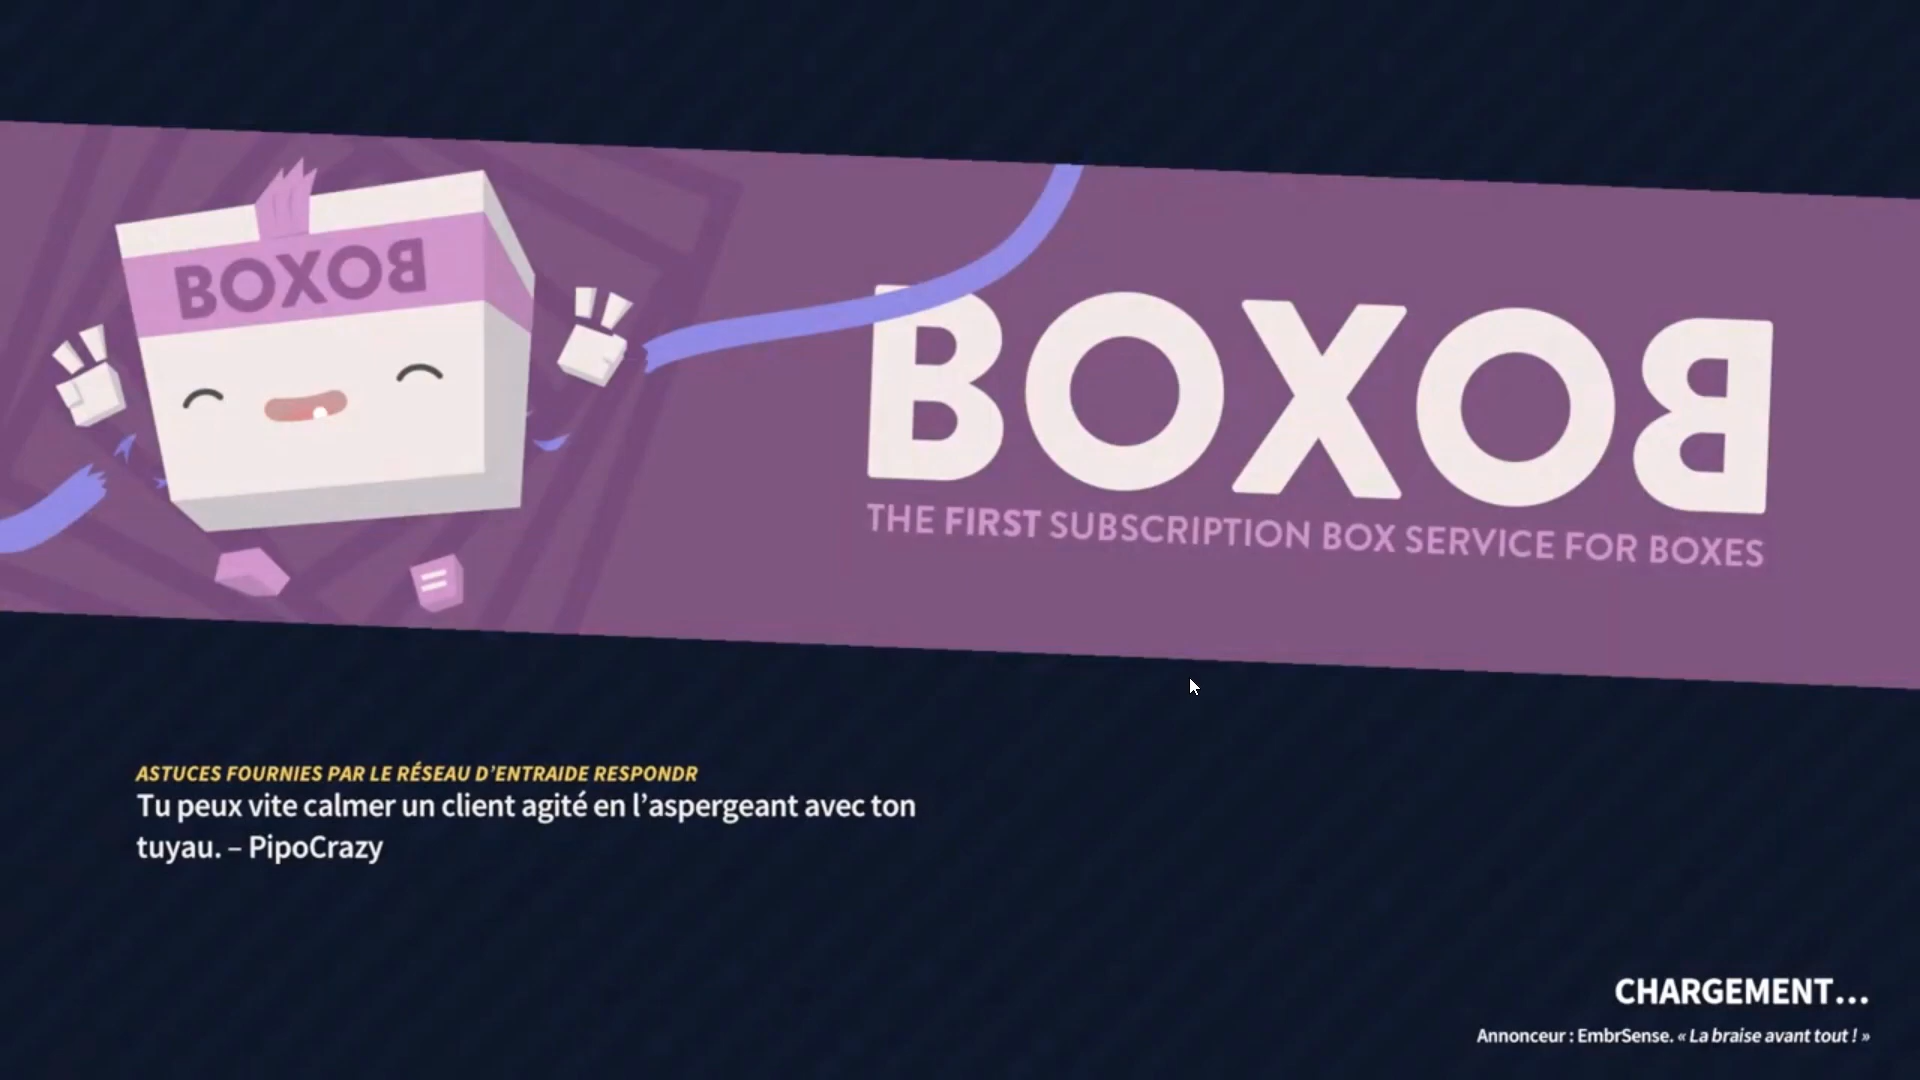 BOXOB
BOXOB
THE FIRST SUBSCRIPTION BOX SERVICE FOR BOXES
ASTUCES FOURNIES PAR LE RÉSEAU D’ENTRAIDE RESPONDR
Tu peux vite calmer un client agité en l’aspergeant avec ton
tuyau. – PipoCrazy
CHARGEMENT...
Annonceur : EmbrSense. « La braise avant tout ! »